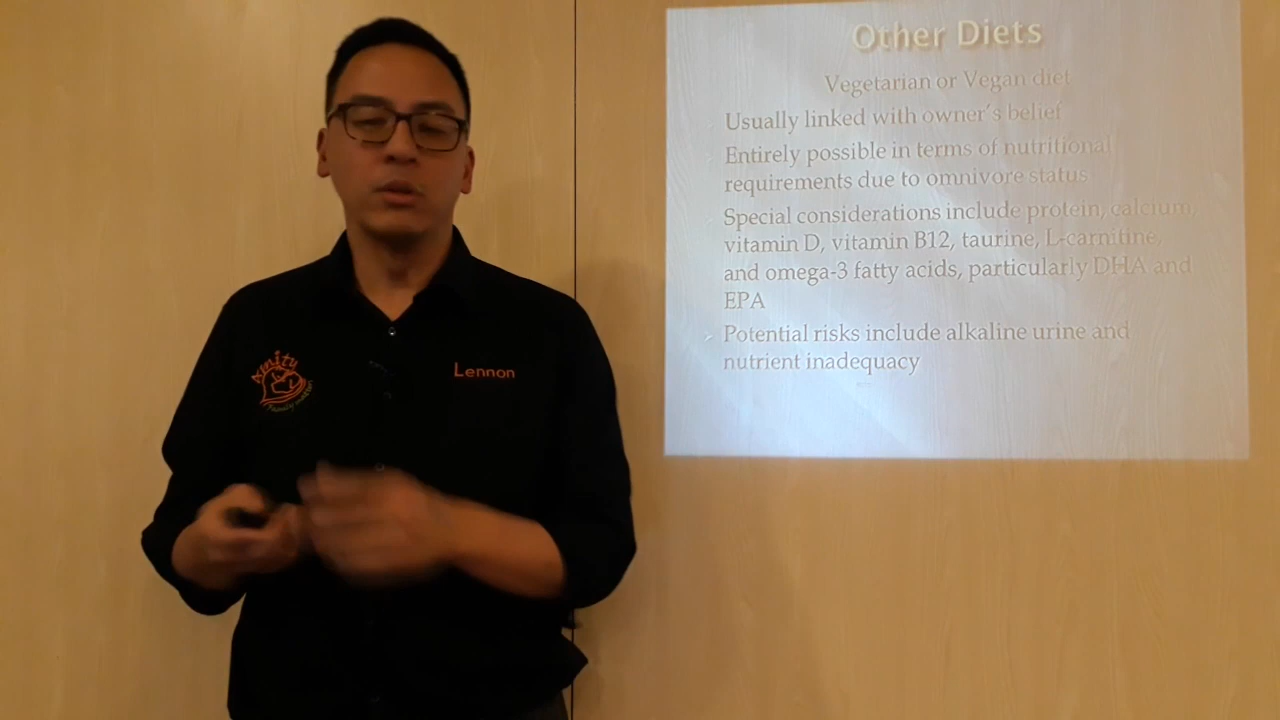 Other Diets
Vegetarian or Vegan diet
Usually linked with owner's belief
Entirely possible in terms of nutritional
requirements due to omnivore status
Special considerations include protein, calcium,
vitamin D, vitamin B12, taurine, L-carnitine,
and omega-3 fatty acids, particularly DHA and
EPA
Potential risks include alkaline urine and
nutrient inadequacy
Amity
Lennon